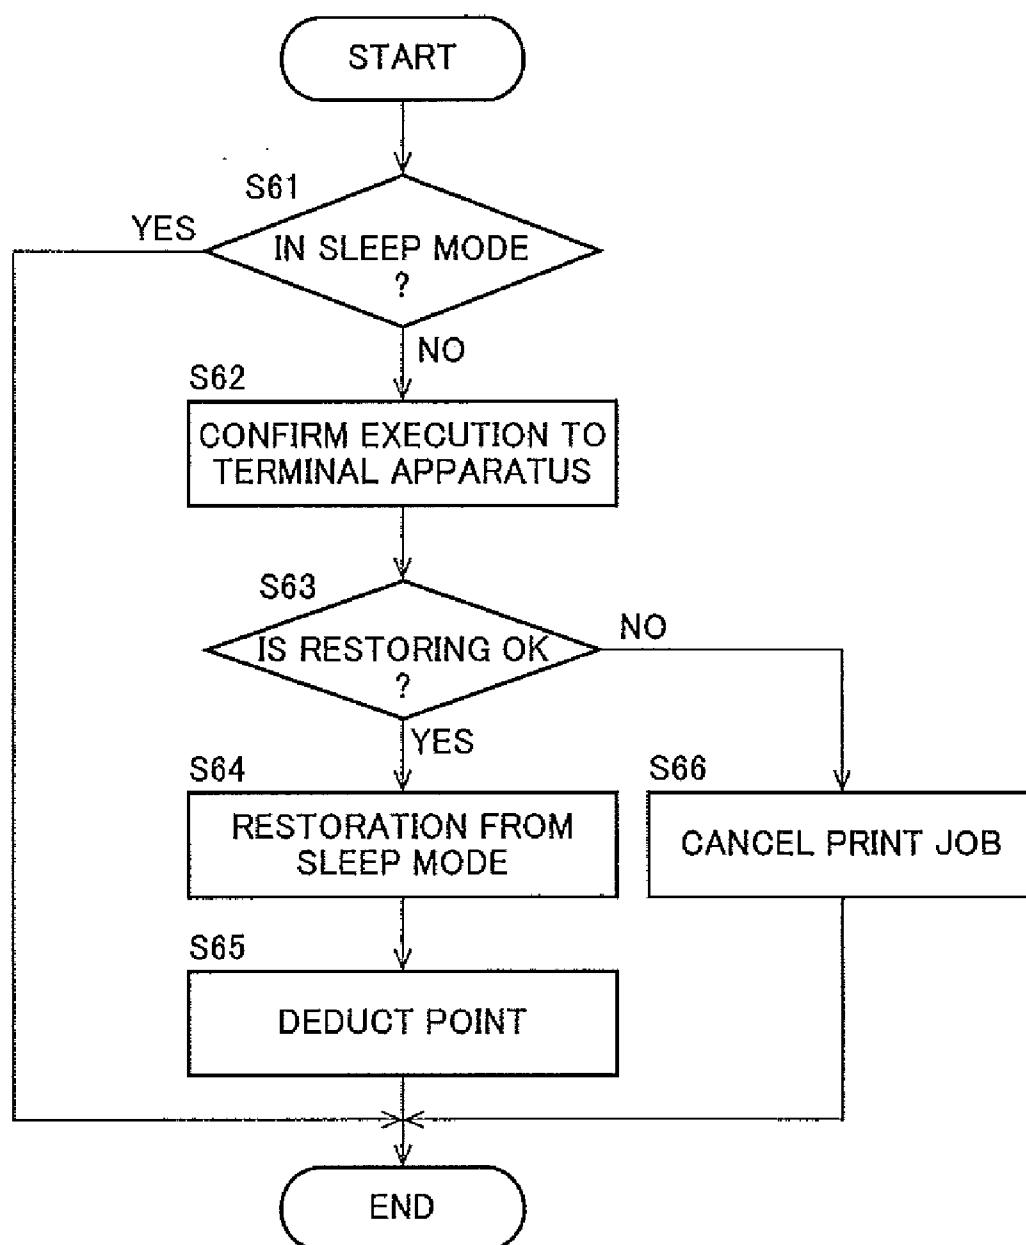 START
S61
YES
IN SLEEP MODE
?
NO
S62
CONFIRM EXECUTION TO
TERMINAL APPARATUS
S63
NO
IS RESTORING OK
?
YES
S64
RESTORATION FROM
SLEEP MODE
S66
CANCEL PRINT JOB
S65
DEDUCT POINT
END